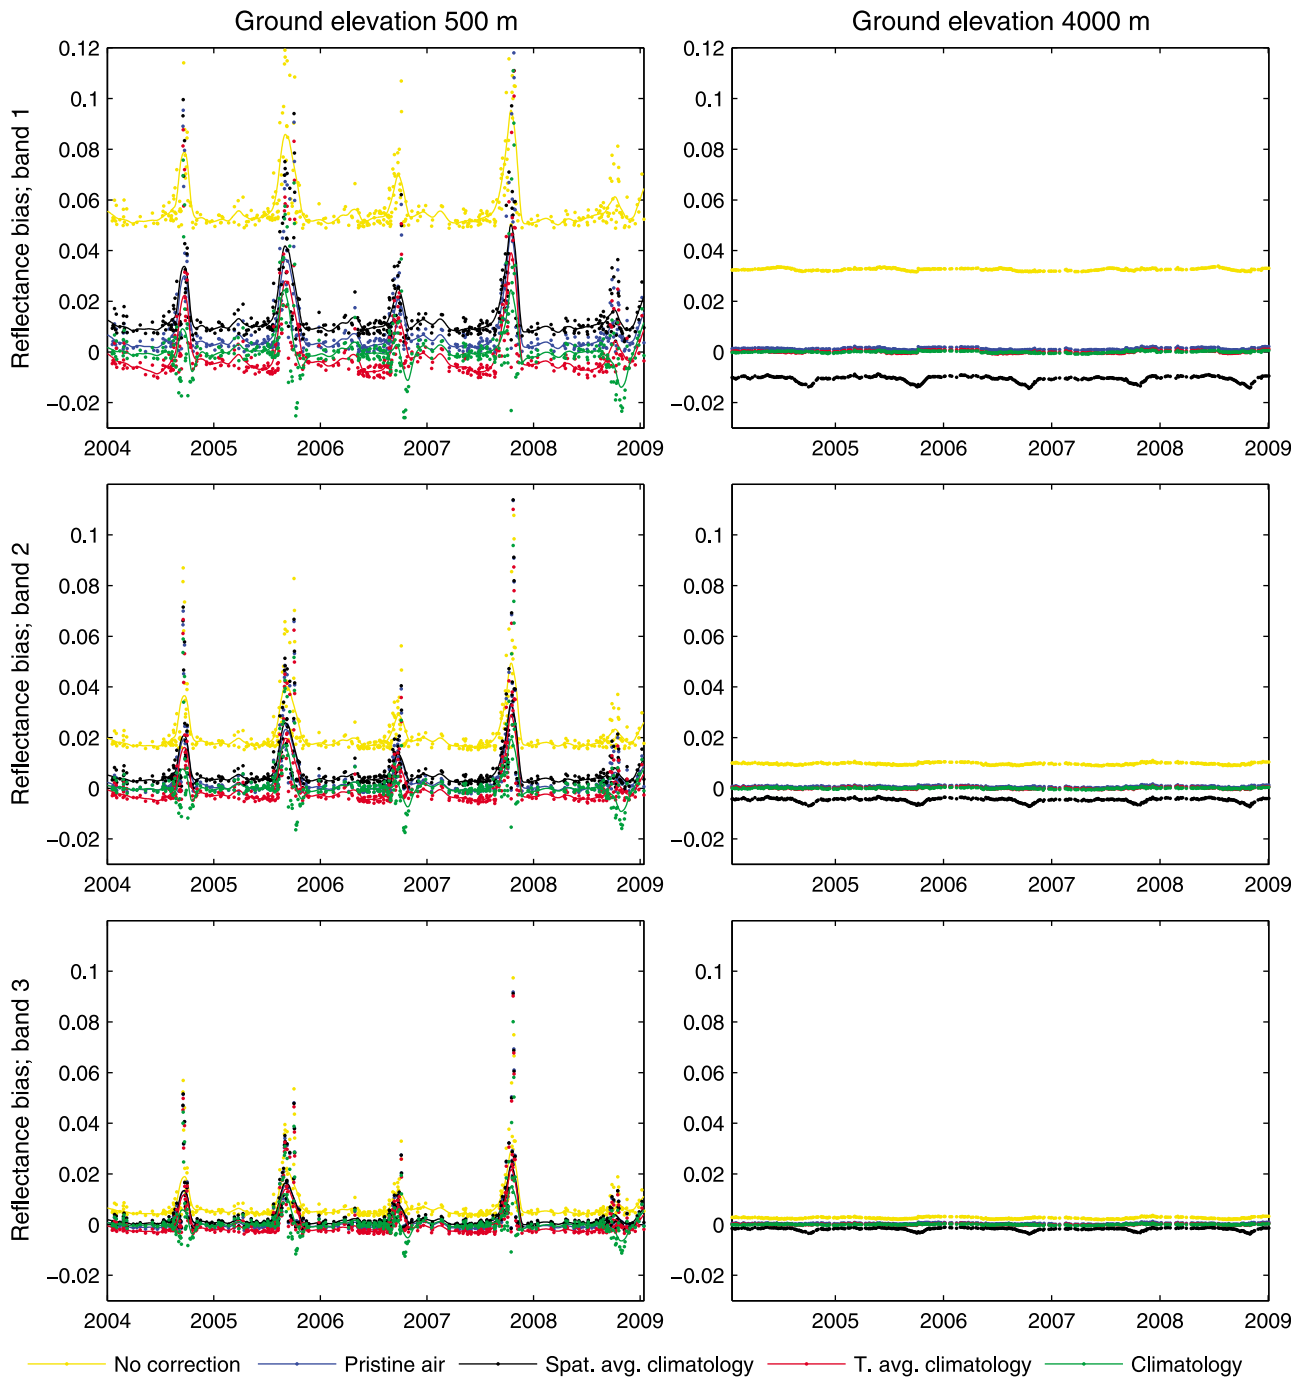 Ground elevation 500 m
Ground elevation 4000 m
Reflectance bias; band 1
0.12
0.1
0.08
0.06
0.04
0.02
0
−0.02
2004 2005 2006 2007 2008 2009
2005 2006 2007 2008 2009
Reflectance bias; band 2
0.1
0.08
0.06
0.04
0.02
0
−0.02
2004 2005 2006 2007 2008 2009
0.12
0.1
0.08
0.06
0.04
0.02
0
−0.02
0.1
0.08
0.06
0.04
0.02
0
−0.02
2005 2006 2007 2008 2009
Reflectance bias; band 3
0.1
0.08
0.06
0.04
0.02
0
−0.02
2004 2005 2006 2007 2008 2009
0.1
0.08
0.06
0.04
0.02
0
−0.02
2005 2006 2007 2008 2009
No correction
Pristine air
Spat. avg. climatology
T. avg. climatology
Climatology